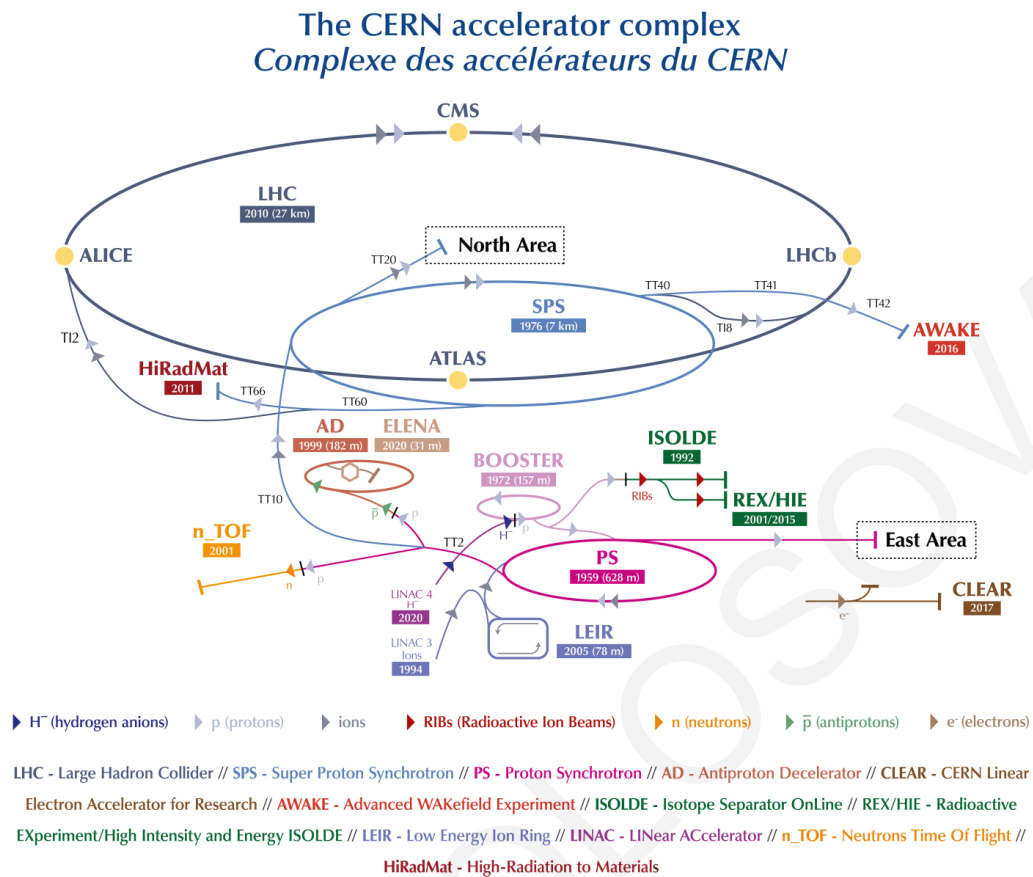 The CERN accelerator complex
Complexe des accélérateurs du CERN
CMS
LHC
2010 (27 km)
North Area
ALICE
LHCb
TT20
SPS
1976 (7 km)
TT40
TT41
TT42
TI8
TI2
AWAKE
2016
ATLAS
HiRadMat
2011
TT66
TT60
AD
1999 (182 m)
ELENA
2020 (31 m)
ISOLDE
1992
BOOSTER
1972 (157 m)
RIBs
REX/HIE
2001/2015
TT10
p̅
p
H⁻
p
n_TOF
2001
TT2
East Area
PS
1959 (628 m)
n
p
LINAC 4
H⁻
2020
CLEAR
2017
e⁻
LINAC 3
Ions
1994
LEIR
2005 (78 m)
H⁻ (hydrogen anions)
p (protons)
ions
RIBs (Radioactive Ion Beams)
n (neutrons)
p̅ (antiprotons)
e⁻ (electrons)
LHC - Large Hadron Collider // SPS - Super Proton Synchrotron // PS - Proton Synchrotron // AD - Antiproton Decelerator // CLEAR - CERN Linear
Electron Accelerator for Research // AWAKE - Advanced WAKefield Experiment // ISOLDE - Isotope Separator OnLine // REX/HIE - Radioactive
EXperiment/High Intensity and Energy ISOLDE // LEIR - Low Energy Ion Ring // LINAC - LINear ACcelerator // n_TOF - Neutrons Time Of Flight //
HiRadMat - High-Radiation to Materials